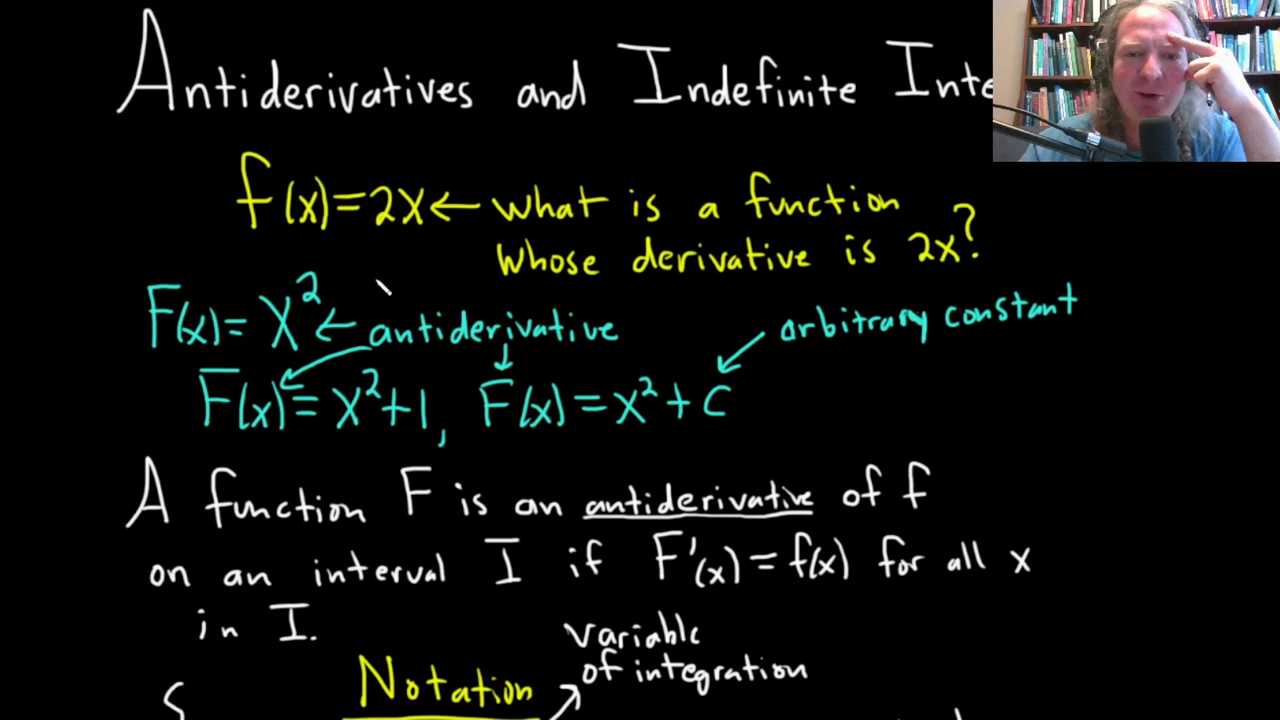 Antiderivatives and Indefinite Inte
f(x)=2x ← what is a function
whose derivative is 2x?
F(x)= x² ← antiderivative
arbitrary constant
F(x)= x²+1, F(x) = x² + C
A function F is an antiderivative of f
on an interval I if F'(x) = f(x) for all x
in I.
variable
of integration
Notation